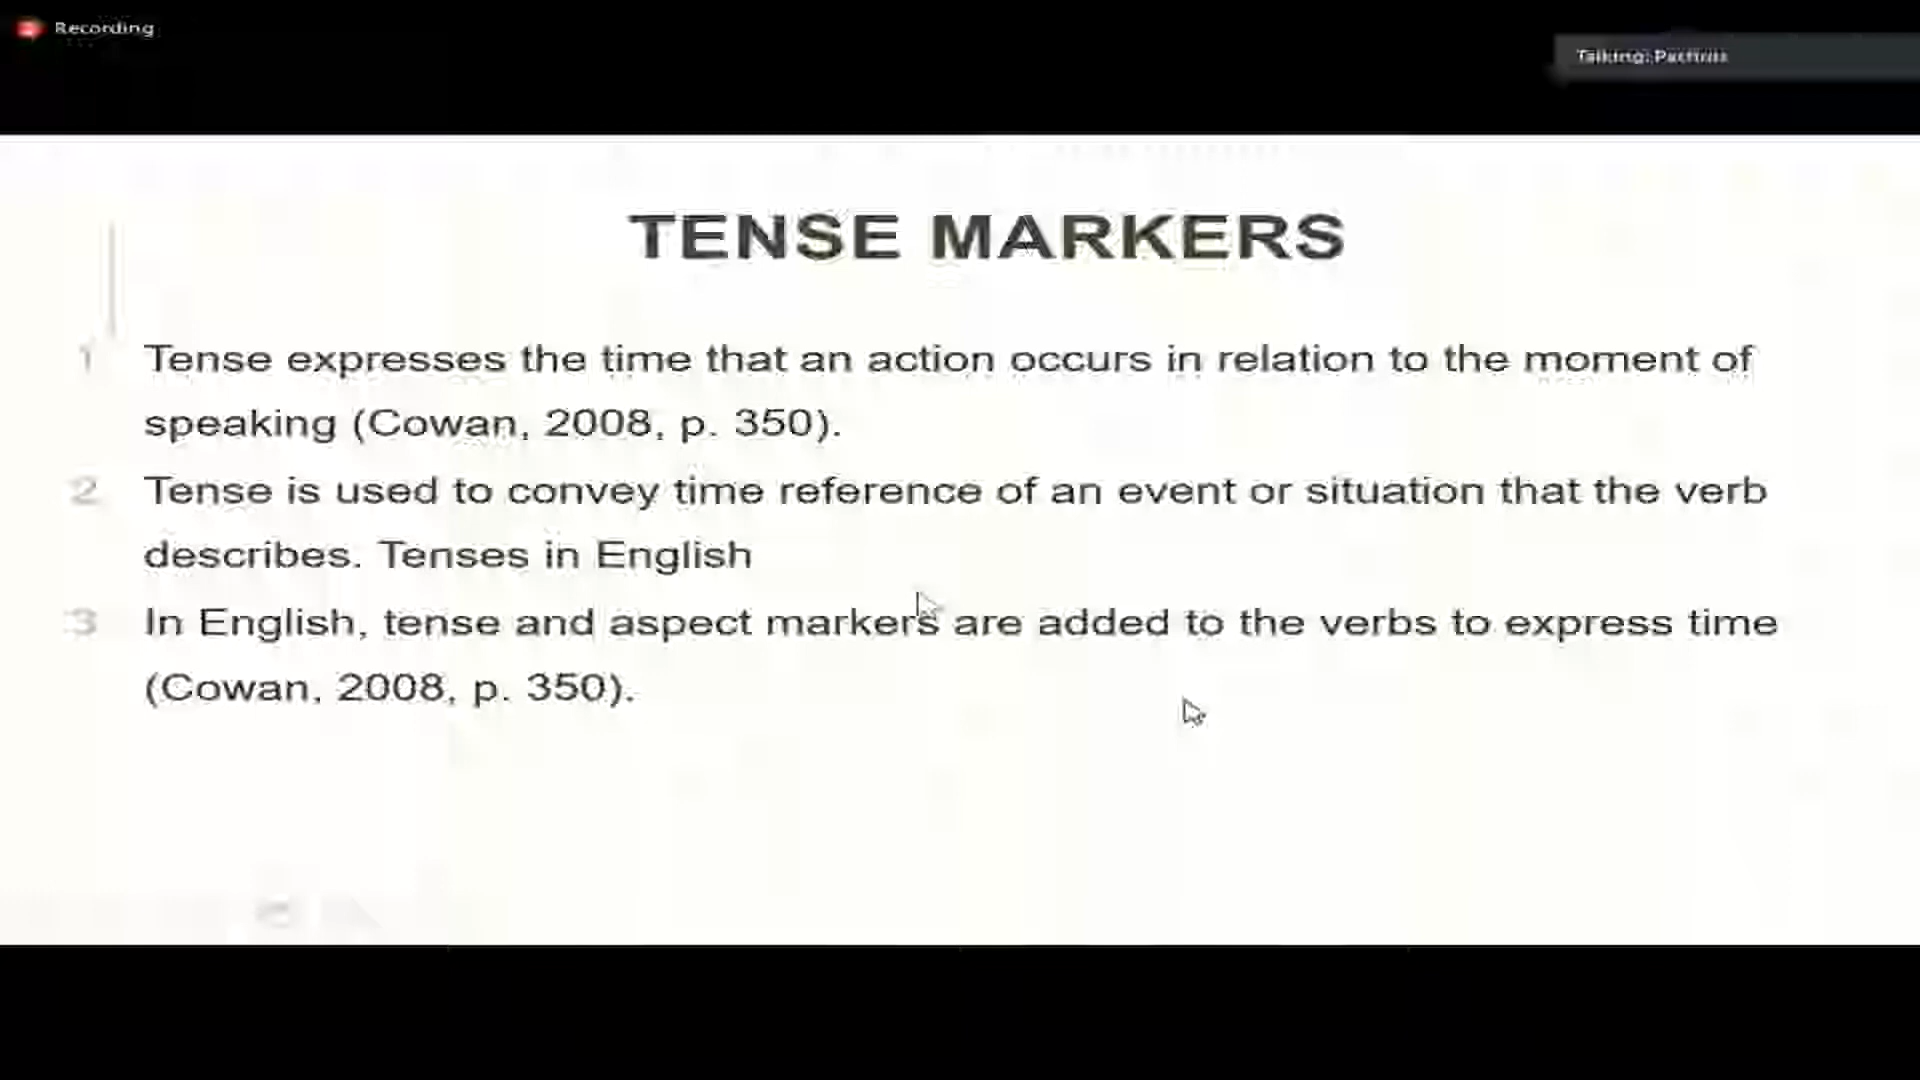 Recording
Talking:
TENSE MARKERS
1 Tense expresses the time that an action occurs in relation to the moment of
speaking (Cowan, 2008, p. 350).
2 Tense is used to convey time reference of an event or situation that the verb
describes. Tenses in English
3 In English, tense and aspect markers are added to the verbs to express time
(Cowan, 2008, p. 350).